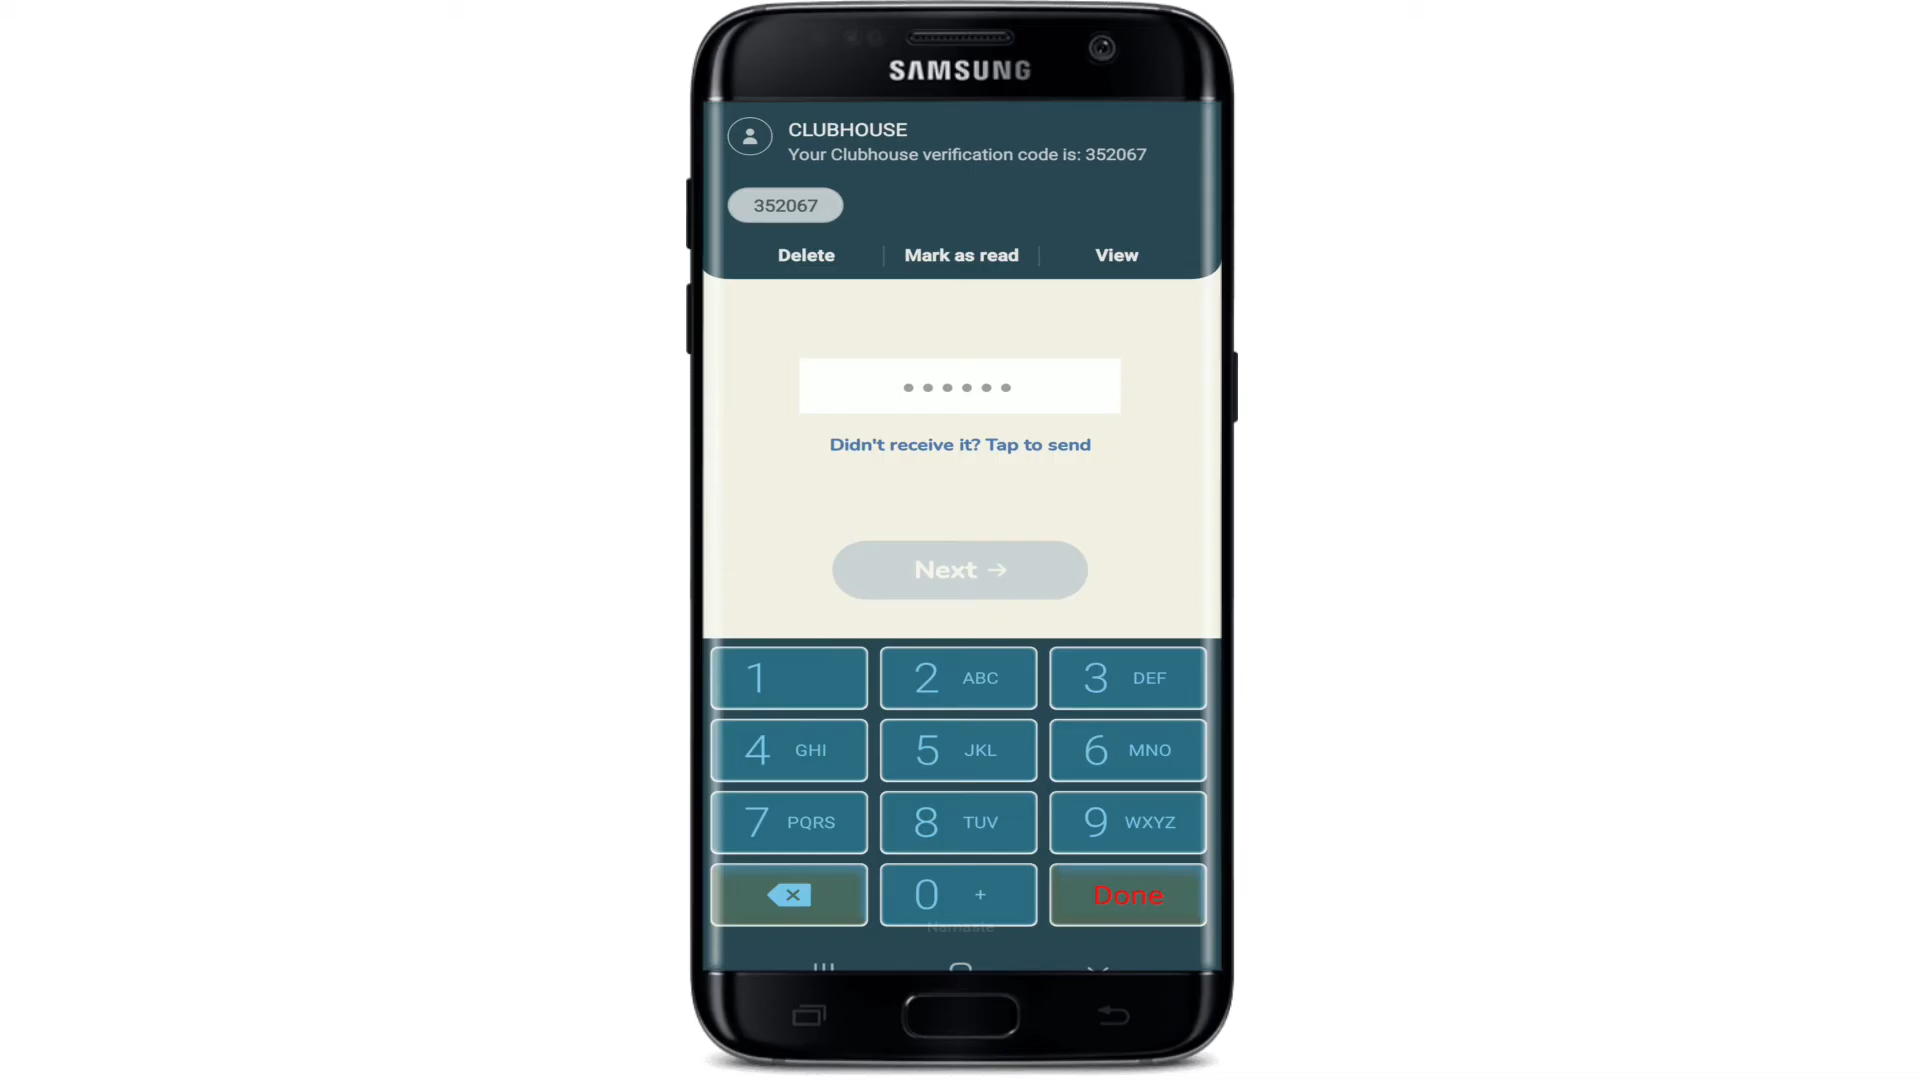 SAMSUNG
CLUBHOUSE
Your Clubhouse verification code is: 352067
352067
Delete Mark as read View
Didn't receive it? Tap to send
Next →
1 2 ABC 3 DEF
4 GHI 5 JKL 6 MNO
7 PQRS 8 TUV 9 WXYZ
0 + Done
Namaste